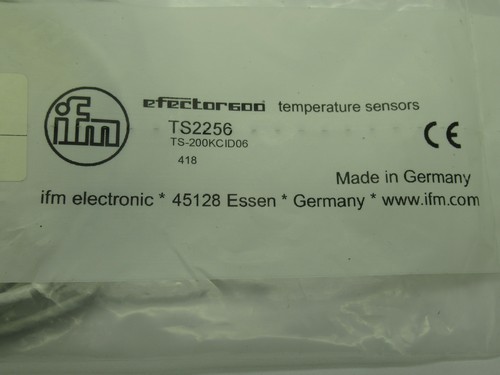 ifm
efector600 temperature sensors
TS2256
TS-200KCID06
418
CE
Made in Germany
ifm electronic * 45128 Essen * Germany * www.ifm.com